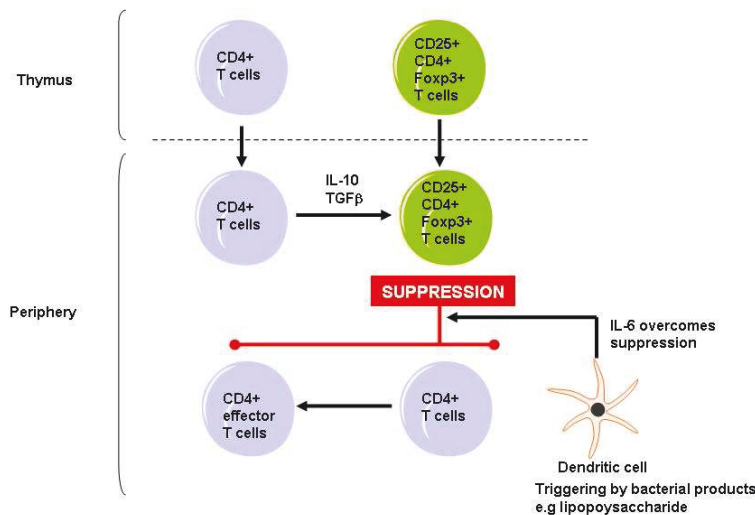 Thymus
CD4+
T cells
CD25+
CD4+
Foxp3+
T cells
Periphery
CD4+
T cells
IL-10
TGFβ
CD25+
CD4+
Foxp3+
T cells
SUPPRESSION
IL-6 overcomes
suppression
CD4+
effector
T cells
CD4+
T cells
Dendritic cell
Triggering by bacterial products
e.g lipopoysaccharide